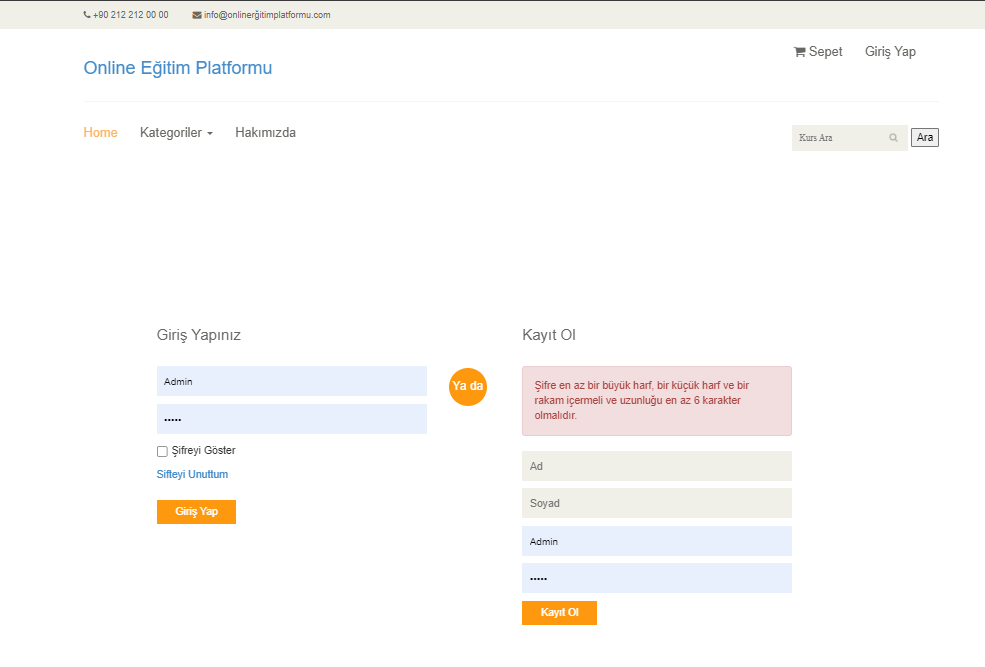 +90 212 212 00 00 info@onlinerğitimplatformu.com
Sepet Giriş Yap
Online Eğitim Platformu
Home Kategoriler Hakımızda
Kurs Ara Ara
Giriş Yapınız
Admin
•••••
Şifreyi Göster
Sifteyi Unuttum
Giriş Yap
Ya da
Kayıt Ol
Şifre en az bir büyük harf, bir küçük harf ve bir
rakam içermeli ve uzunluğu en az 6 karakter
olmalıdır.
Ad
Soyad
Admin
•••••
Kayıt Ol